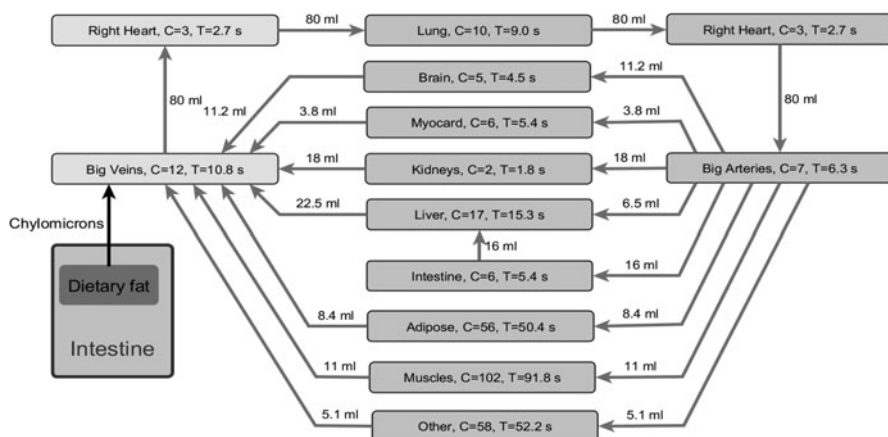 80 ml
80 ml
Right Heart, C=3, T=2.7 s
Lung, C=10, T=9.0 s
Right Heart, C=3, T=2.7 s
Brain, C=5, T=4.5 s
11.2 ml
80 ml
11.2 ml
3.8 ml
3.8 ml
80 ml
Myocard, C=6, T=5.4 s
18 ml
18 ml
Big Veins, C=12, T=10.8 s
Kidneys, C=2, T=1.8 s
Big Arteries, C=7, T=6.3 s
22.5 ml
6.5 ml
Liver, C=17, T=15.3 s
Chylomicrons
16 ml
16 ml
Intestine, C=6, T=5.4 s
Dietary fat
8.4 ml
8.4 ml
Adipose, C=56, T=50.4 s
Intestine
11 ml
11 ml
Muscles, C=102, T=91.8 s
5.1 ml
5.1 ml
Other, C=58, T=52.2 s